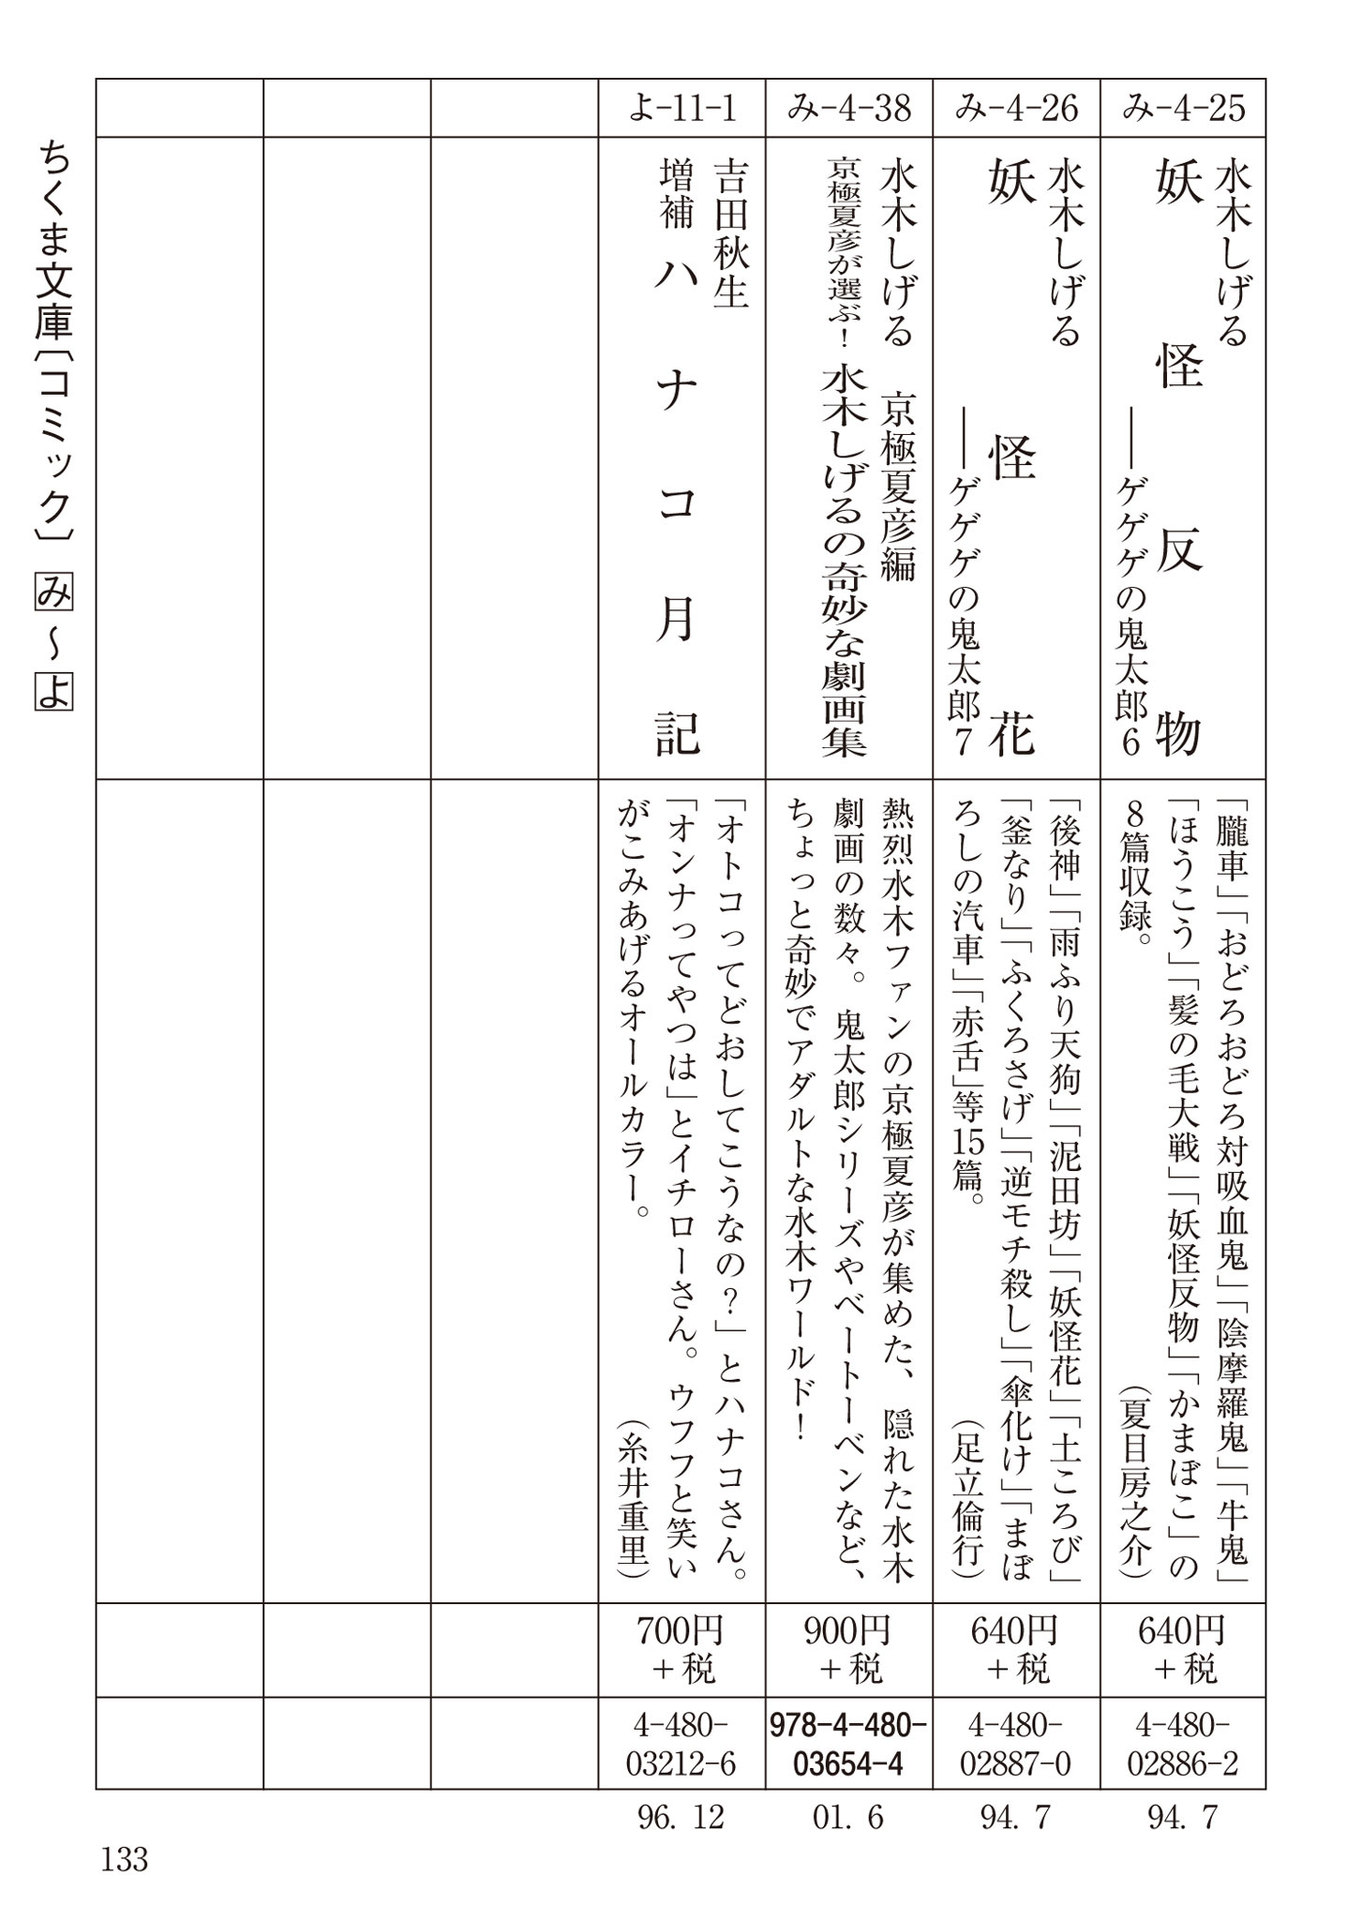 み-4-25
水木しげる
妖怪反物
――ゲゲゲの鬼太郎6
「朧車」「おどろおどろ対吸血鬼」「陰摩羅鬼」「牛鬼」
「ほうこう」「髪の毛大戦」「妖怪反物」「かまぼこ」の
8篇収録。
（夏目房之介）
640円
＋税
4-480-
02886-2
94. 7
み-4-26
水木しげる
妖怪花
――ゲゲゲの鬼太郎7
「後神」「雨ふり天狗」「泥田坊」「妖怪花」「土ころび」
「釜なり」「ふくろさげ」「逆モチ殺し」「傘化け」「まぼ
ろしの汽車」「赤舌」等15篇。
（足立倫行）
640円
＋税
4-480-
02887-0
94. 7
み-4-38
水木しげる 京極夏彦編
京極夏彦が選ぶ！ 水木しげるの奇妙な劇画集
熱烈水木ファンの京極夏彦が集めた、隠れた水木
劇画の数々。鬼太郎シリーズやベートーベンなど、
ちょっと奇妙でアダルトな水木ワールド！
900円
＋税
978-4-480-
03654-4
01. 6
よ-11-1
吉田秋生
増補 ハナコ月記
「オトコってどおしてこうなの？」とハナコさん。
「オンナってやつは」とイチローさん。ウフフと笑い
がこみあげるオールカラー。
（糸井重里）
700円
＋税
4-480-
03212-6
96. 12
ちくま文庫〔コミック〕 み～よ
133